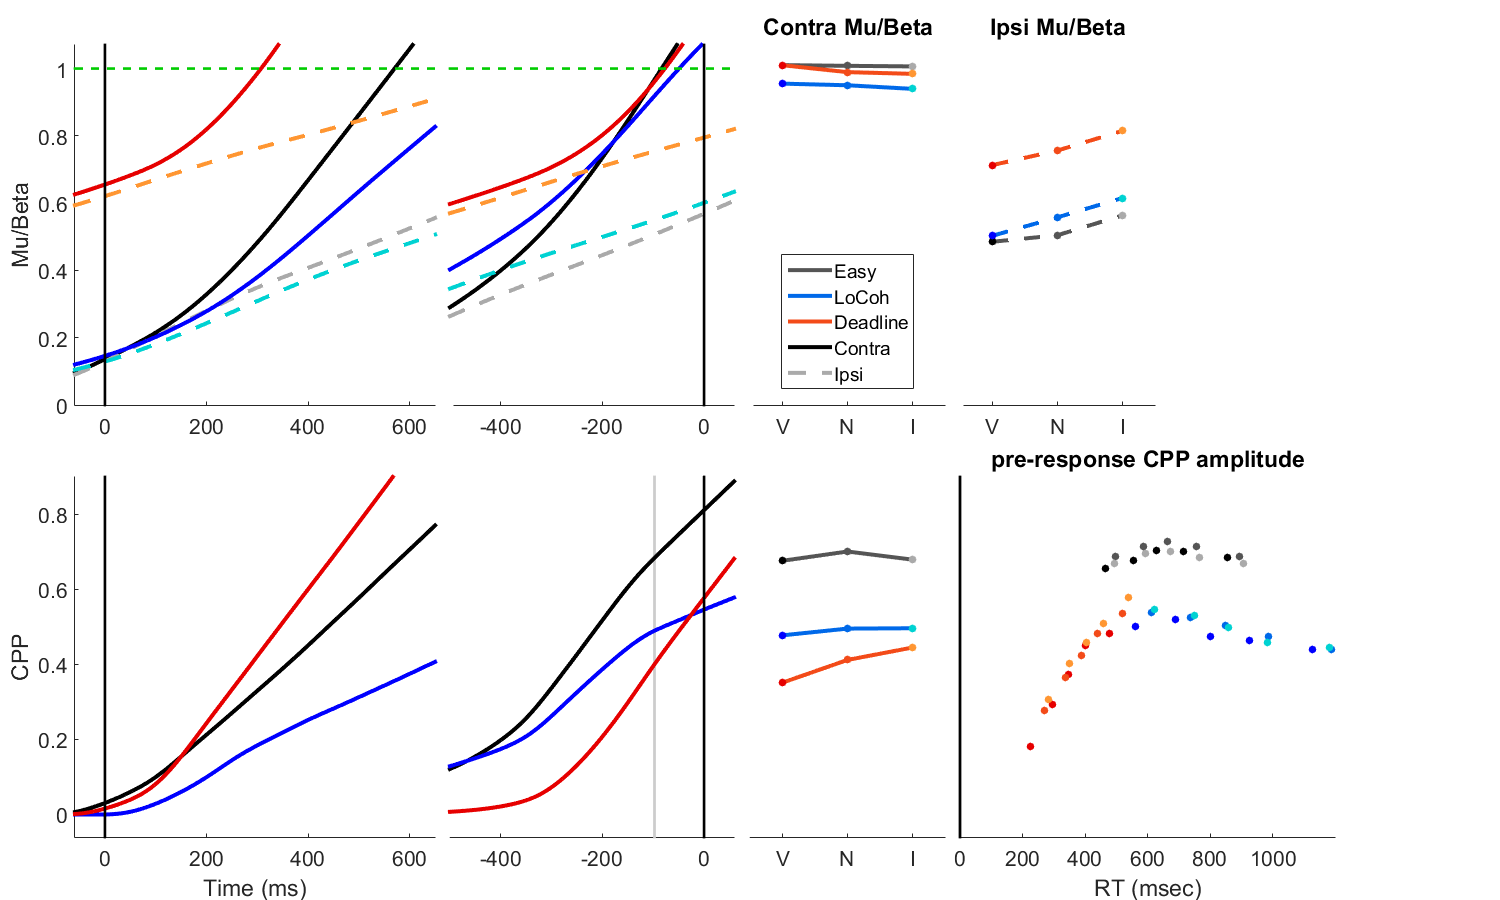 Contra Mu/Beta
Ipsi Mu/Beta
Mu/Beta
1
0.8
0.6
0.4
0.2
0
0 200 400 600
-400 -200 0
V N I
V N I
Easy
LoCoh
Deadline
Contra
Ipsi
pre-response CPP amplitude
CPP
0.8
0.6
0.4
0.2
0
0 200 400 600
Time (ms)
-400 -200 0
V N I
0 200 400 600 800 1000
RT (msec)